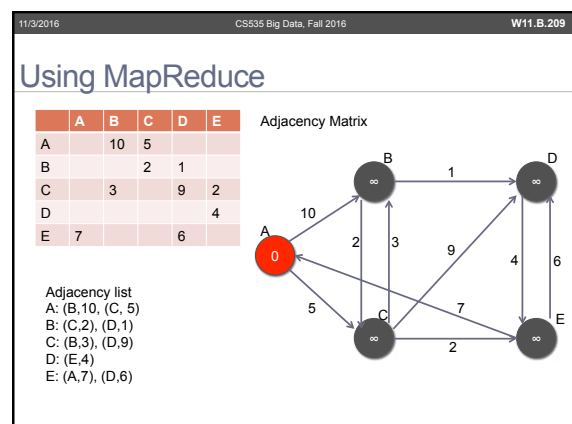 11/3/2016 CS535 Big Data, Fall 2016 W11.B.209
Using MapReduce
A B C D E
A 10 5
B 2 1
C 3 9 2
D 4
E 7 6
Adjacency Matrix
Adjacency list
A: (B,10, (C, 5)
B: (C,2), (D,1)
C: (B,3), (D,9)
D: (E,4)
E: (A,7), (D,6)
B D
∞ 1 ∞
A 10
0 2 3 9 4 6
5 7
C E
∞ 2 ∞